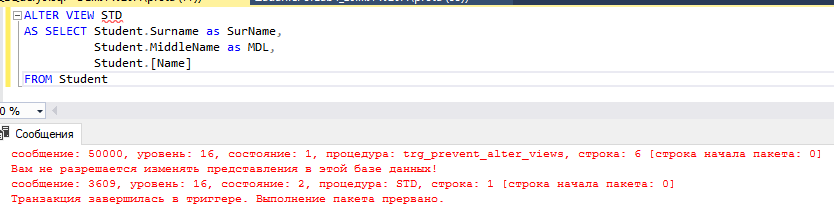 ALTER VIEW STD
AS SELECT Student.Surname as SurName,
Student.MiddleName as MDL,
Student.[Name]
FROM Student
0 %
Сообщения
сообщение: 50000, уровень: 16, состояние: 1, процедура: trg_prevent_alter_views, строка: 6 [строка начала пакета: 0]
Вам не разрешается изменять представления в этой базе данных!
сообщение: 3609, уровень: 16, состояние: 2, процедура: STD, строка: 1 [строка начала пакета: 0]
Транзакция завершилась в триггере. Выполнение пакета прервано.